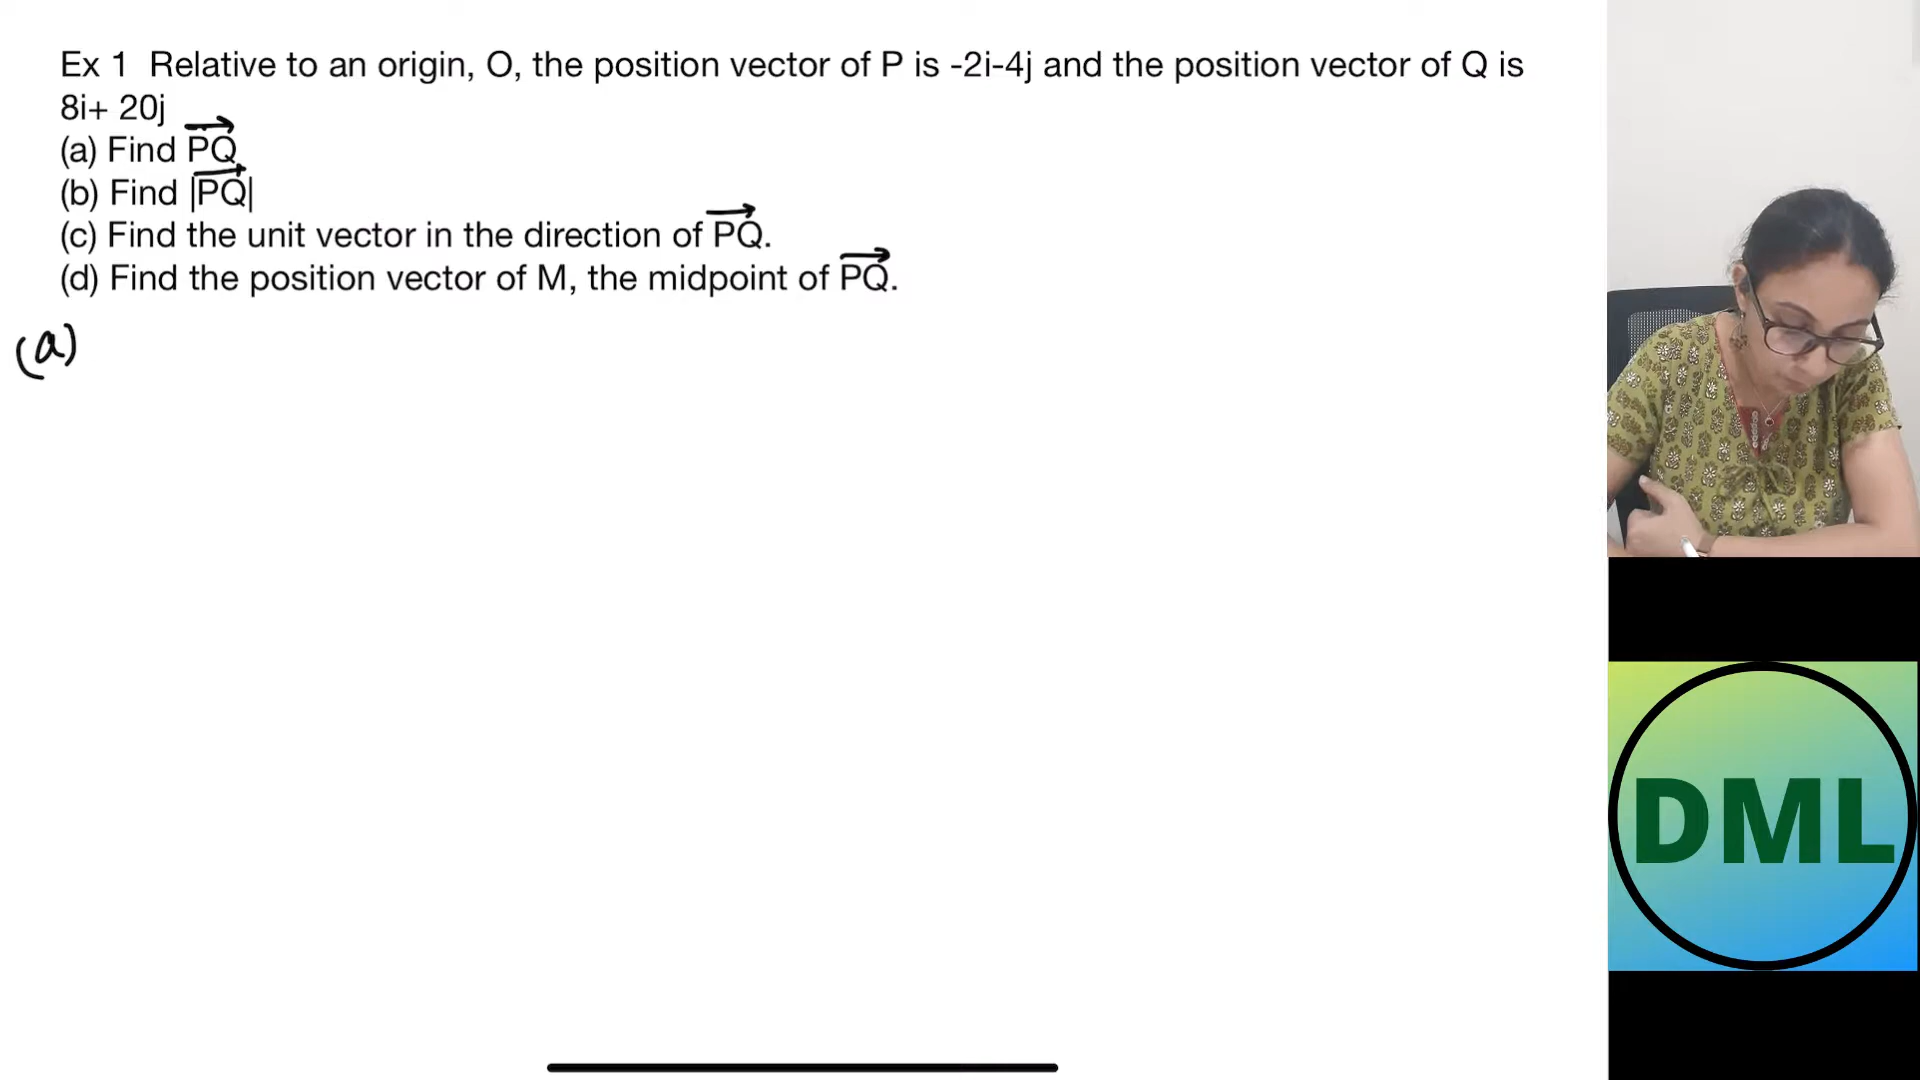 Ex 1 Relative to an origin, O, the position vector of P is -2i-4j and the position vector of Q is
8i+ 20j
(a) Find PQ
(b) Find |PQ|
(c) Find the unit vector in the direction of PQ.
(d) Find the position vector of M, the midpoint of PQ.
(a)
DML